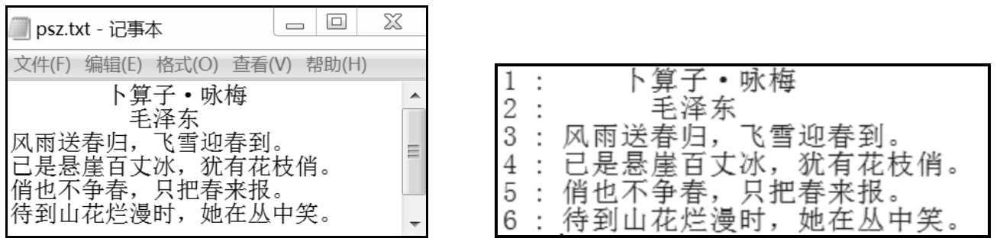 psz.txt - 记事本
文件(F) 编辑(E) 格式(O) 查看(V) 帮助(H)
卜算子•咏梅
毛泽东
风雨送春归，飞雪迎春到。
已是悬崖百丈冰，犹有花枝俏。
俏也不争春，只把春来报。
待到山花烂漫时，她在丛中笑。
1 : 卜算子•咏梅
2 : 毛泽东
3 : 风雨送春归，飞雪迎春到。
4 : 已是悬崖百丈冰，犹有花枝俏。
5 : 俏也不争春，只把春来报。
6 : 待到山花烂漫时，她在丛中笑。